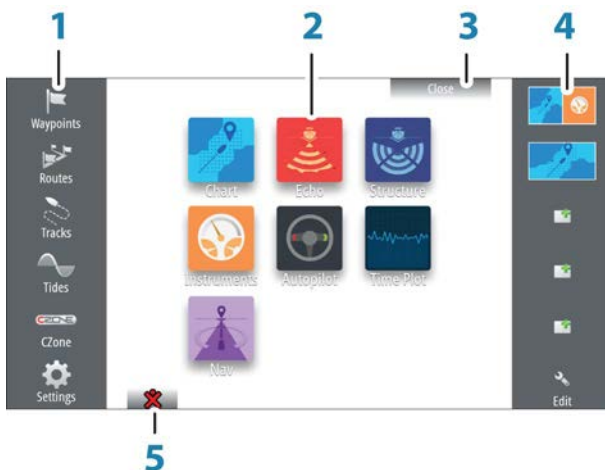 1
2
3
4
Close
Waypoints
Routes
Tracks
Tides
CZONE
CZone
Settings
Chart
Echo
Structure
Instruments
Autopilot
Time Plot
Nav
Edit
5